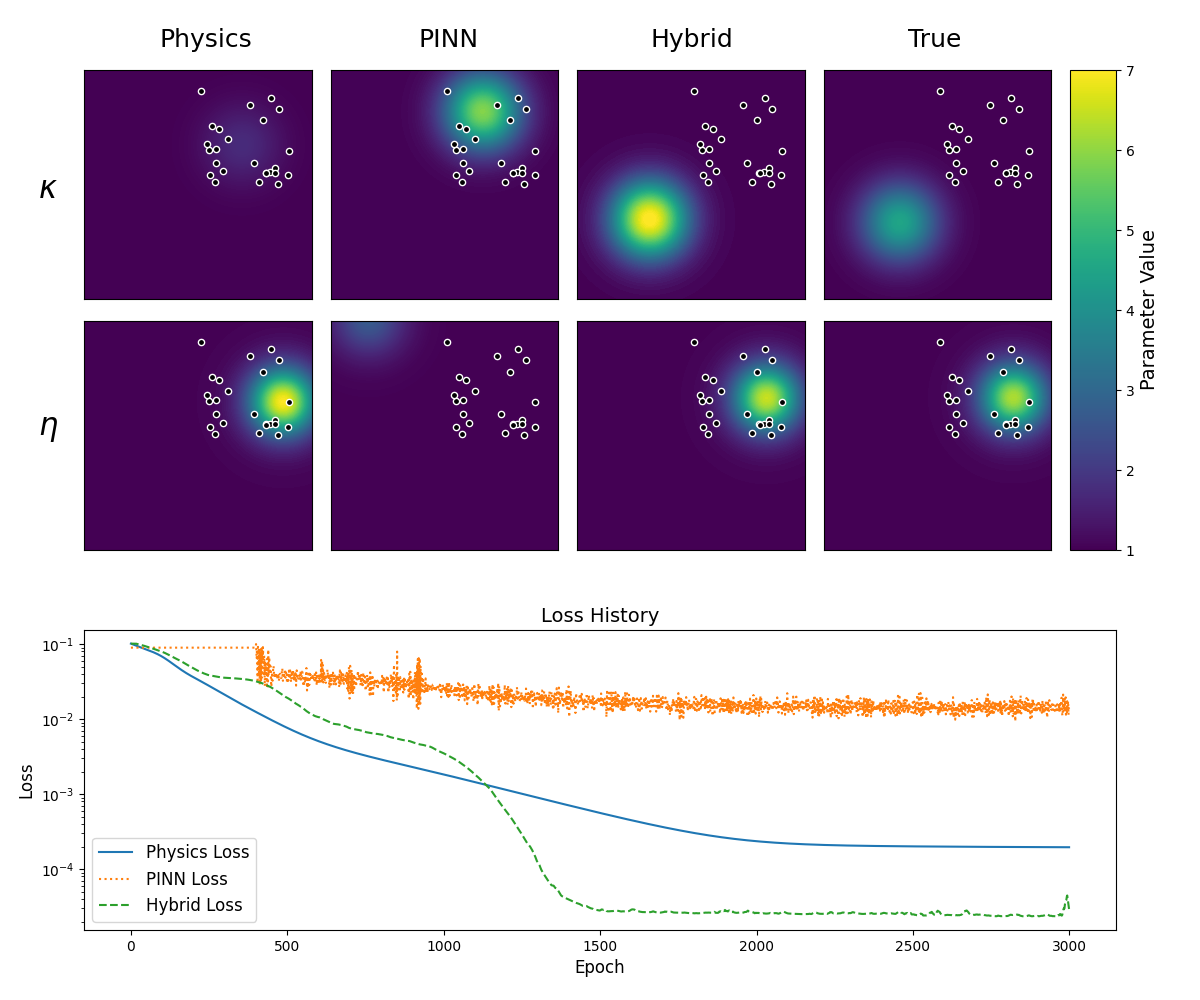 Physics PINN Hybrid True
κ
η
7
6
5
4
3
2
1
Parameter Value
Loss History
10⁻¹
10⁻²
10⁻³
10⁻⁴
Loss
Physics Loss
PINN Loss
Hybrid Loss
0 500 1000 1500 2000 2500 3000
Epoch